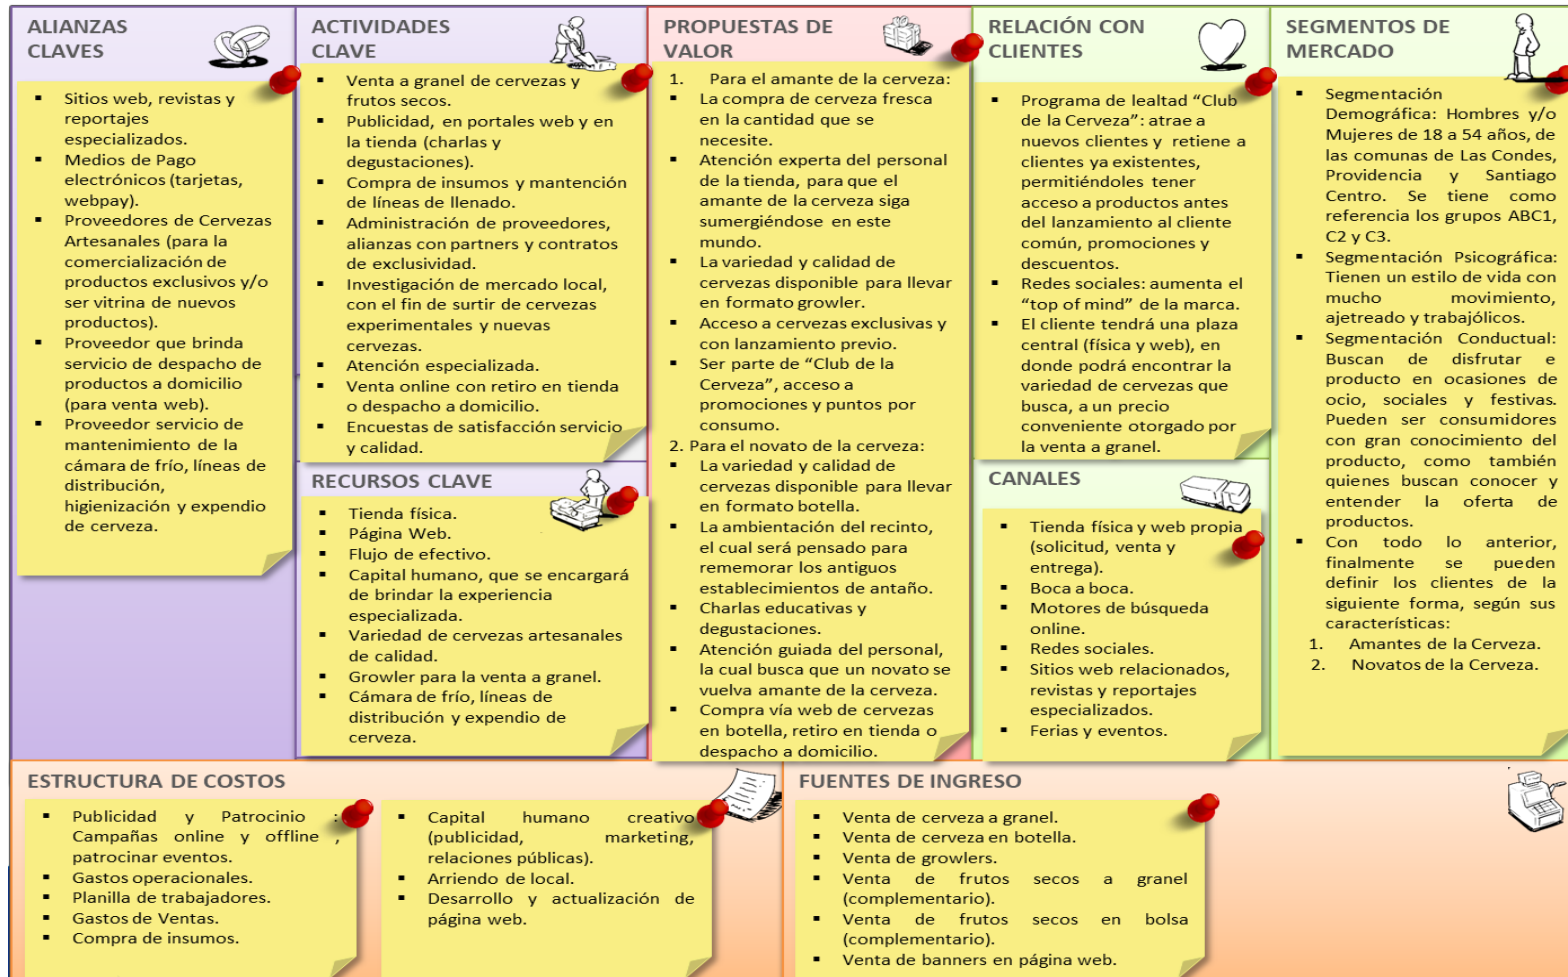 ALIANZAS
CLAVES
▪ Sitios web, revistas y
reportajes
especializados.
▪ Medios de Pago
electrónicos (tarjetas,
webpay).
▪ Proveedores de Cervezas
Artesanales (para la
comercialización de
productos exclusivos y/o
ser vitrina de nuevos
productos).
▪ Proveedor que brinda
servicio de despacho de
productos a domicilio
(para venta web).
▪ Proveedor servicio de
mantenimiento de la
cámara de frío, líneas de
distribución,
higienización y expendio
de cerveza.
ACTIVIDADES
CLAVE
▪ Venta a granel de cervezas y
frutos secos.
▪ Publicidad, en portales web y en
la tienda (charlas y
degustaciones).
▪ Compra de insumos y mantención
de líneas de llenado.
▪ Administración de proveedores,
alianzas con partners y contratos
de exclusividad.
▪ Investigación de mercado local,
con el fin de surtir de cervezas
experimentales y nuevas
cervezas.
▪ Atención especializada.
▪ Venta online con retiro en tienda
o despacho a domicilio.
▪ Encuestas de satisfacción servicio
y calidad.
RECURSOS CLAVE
▪ Tienda física.
▪ Página Web.
▪ Flujo de efectivo.
▪ Capital humano, que se encargará
de brindar la experiencia
especializada.
▪ Variedad de cervezas artesanales
de calidad.
▪ Growler para la venta a granel.
▪ Cámara de frío, líneas de
distribución y expendio de
cerveza.
PROPUESTAS DE
VALOR
1. Para el amante de la cerveza:
▪ La compra de cerveza fresca
en la cantidad que se
necesite.
▪ Atención experta del personal
de la tienda, para que el
amante de la cerveza siga
sumergiéndose en este
mundo.
▪ La variedad y calidad de
cervezas disponible para llevar
en formato growler.
▪ Acceso a cervezas exclusivas y
con lanzamiento previo.
▪ Ser parte de “Club de la
Cerveza”, acceso a
promociones y puntos por
consumo.
2. Para el novato de la cerveza:
▪ La variedad y calidad de
cervezas disponible para llevar
en formato botella.
▪ La ambientación del recinto,
el cual será pensado para
rememorar los antiguos
establecimientos de antaño.
▪ Charlas educativas y
degustaciones.
▪ Atención guiada del personal,
la cual busca que un novato se
vuelva amante de la cerveza.
▪ Compra vía web de cervezas
en botella, retiro en tienda o
despacho a domicilio.
RELACIÓN CON
CLIENTES
▪ Programa de lealtad “Club
de la Cerveza”: atrae a
nuevos clientes y retiene a
clientes ya existentes,
permitiéndoles tener
acceso a productos antes
del lanzamiento al cliente
común, promociones y
descuentos.
▪ Redes sociales: aumenta el
“top of mind” de la marca.
▪ El cliente tendrá una plaza
central (física y web), en
donde podrá encontrar la
variedad de cervezas que
busca, a un precio
conveniente otorgado por
la venta a granel.
CANALES
▪ Tienda física y web propia
(solicitud, venta y
entrega).
▪ Boca a boca.
▪ Motores de búsqueda
online.
▪ Redes sociales.
▪ Sitios web relacionados,
revistas y reportajes
especializados.
▪ Ferias y eventos.
SEGMENTOS DE
MERCADO
▪ Segmentación
Demográfica: Hombres y/o
Mujeres de 18 a 54 años, de
las comunas de Las Condes,
Providencia y Santiago
Centro. Se tiene como
referencia los grupos ABC1,
C2 y C3.
▪ Segmentación Psicográfica:
Tienen un estilo de vida con
mucho movimiento,
ajetreado y trabajólicos.
▪ Segmentación Conductual:
Buscan de disfrutar e
producto en ocasiones de
ocio, sociales y festivas.
Pueden ser consumidores
con gran conocimiento del
producto, como también
quienes buscan conocer y
entender la oferta de
productos.
▪ Con todo lo anterior,
finalmente se pueden
definir los clientes de la
siguiente forma, según sus
características:
1. Amantes de la Cerveza.
2. Novatos de la Cerveza.
ESTRUCTURA DE COSTOS
▪ Publicidad y Patrocinio :
Campañas online y offline ,
patrocinar eventos.
▪ Gastos operacionales.
▪ Planilla de trabajadores.
▪ Gastos de Ventas.
▪ Compra de insumos.
▪ Capital humano creativo
(publicidad, marketing,
relaciones públicas).
▪ Arriendo de local.
▪ Desarrollo y actualización de
página web.
FUENTES DE INGRESO
▪ Venta de cerveza a granel.
▪ Venta de cerveza en botella.
▪ Venta de growlers.
▪ Venta de frutos secos a granel
(complementario).
▪ Venta de frutos secos en bolsa
(complementario).
▪ Venta de banners en página web.